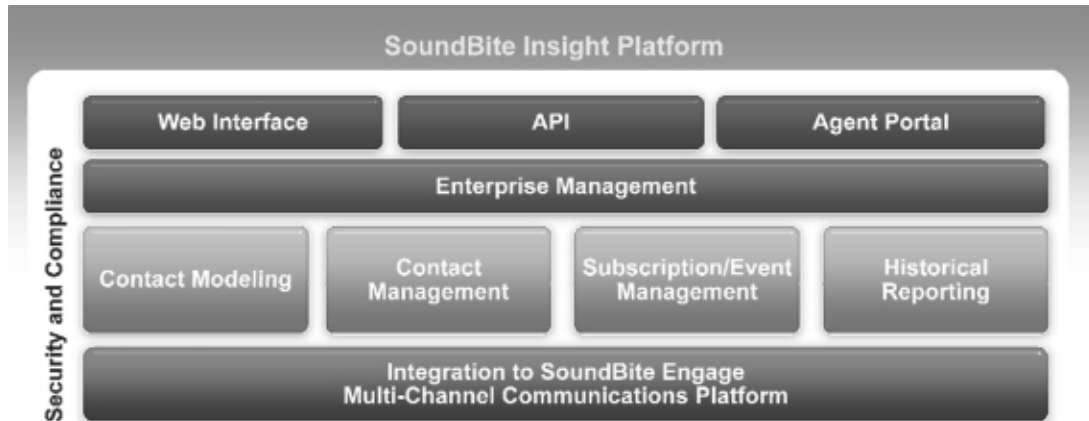 SoundBite Insight Platform
Security and Compliance
Web Interface
API
Agent Portal
Enterprise Management
Contact Modeling
Contact
Management
Subscription/Event
Management
Historical
Reporting
Integration to SoundBite Engage
Multi-Channel Communications Platform